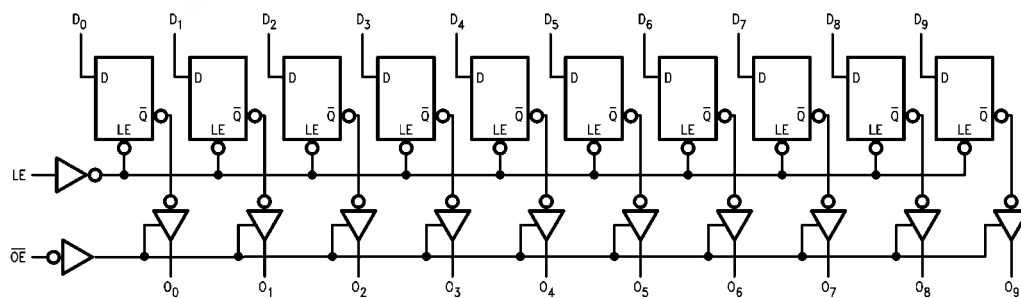 D₀ D₁ D₂ D₃ D₄ D₅ D₆ D₇ D₈ D₉
D D D D D D D D D D
Q̅ Q̅ Q̅ Q̅ Q̅ Q̅ Q̅ Q̅ Q̅ Q̅
LE LE LE LE LE LE LE LE LE LE
LE
O̅E̅
O₀ O₁ O₂ O₃ O₄ O₅ O₆ O₇ O₈ O₉